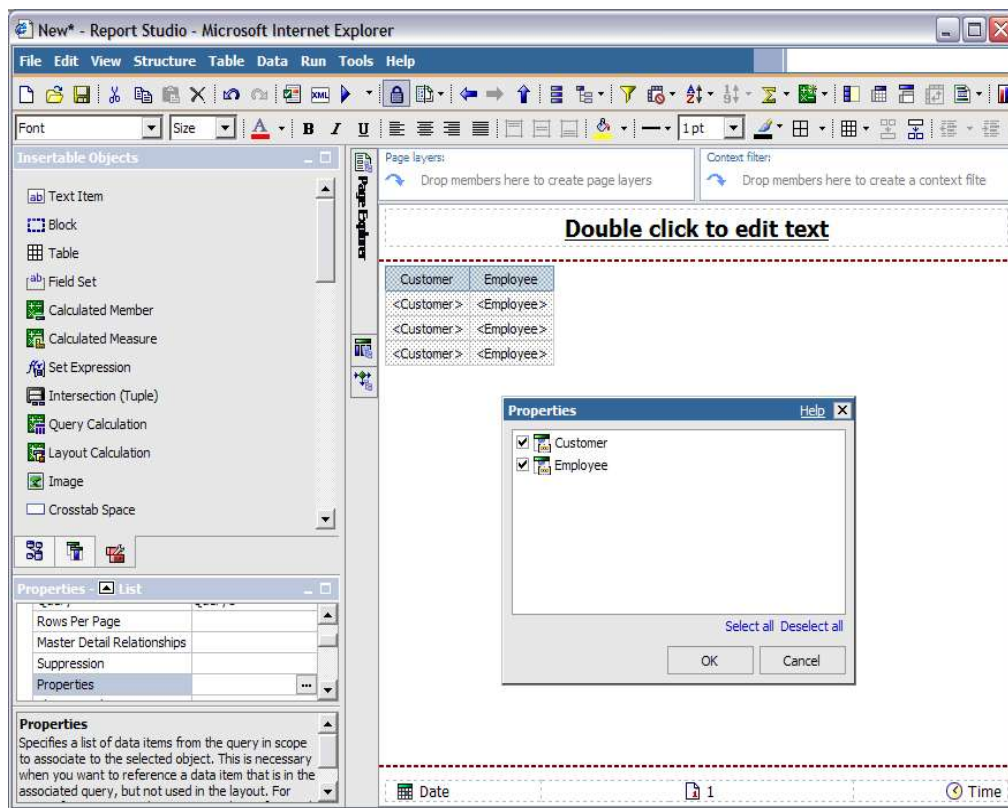 New* - Report Studio - Microsoft Internet Explorer
File Edit View Structure Table Data Run Tools Help
XML
Font Size A B I U 1 pt
Insertable Objects
ab Text Item
Block
Table
ab Field Set
Calculated Member
Calculated Measure
Set Expression
Intersection (Tuple)
Query Calculation
Layout Calculation
Image
Crosstab Space
Properties - List
Rows Per Page
Master Detail Relationships
Suppression
Properties ...
Properties
Specifies a list of data items from the query in scope
to associate to the selected object. This is necessary
when you want to reference a data item that is in the
associated query, but not used in the layout. For
Page Explorer
Page layers:
Drop members here to create page layers
Context filter:
Drop members here to create a context filte
Double click to edit text
Customer Employee
<Customer> <Employee>
<Customer> <Employee>
<Customer> <Employee>
Properties Help X
Customer
Employee
Select all Deselect all
OK Cancel
Date 1 Time